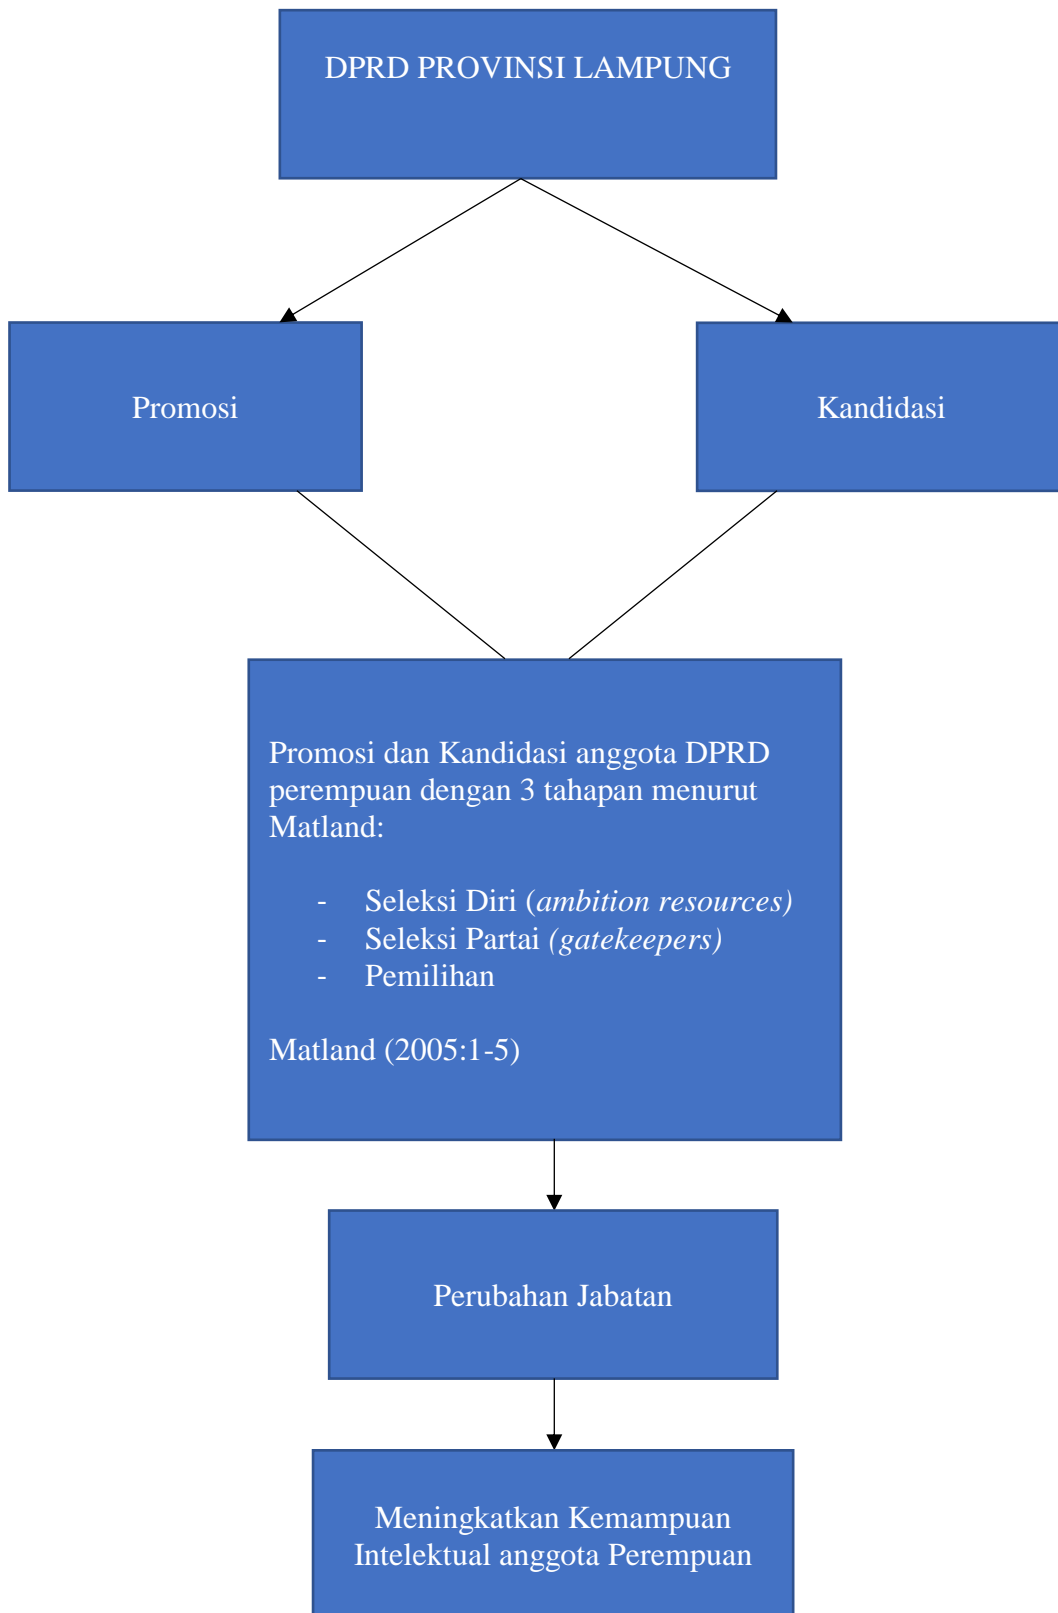 DPRD PROVINSI LAMPUNG
Promosi
Kandidasi
Promosi dan Kandidasi anggota DPRD
perempuan dengan 3 tahapan menurut
Matland:
- Seleksi Diri (ambition resources)
- Seleksi Partai (gatekeepers)
- Pemilihan
Matland (2005:1-5)
Perubahan Jabatan
Meningkatkan Kemampuan
Intelektual anggota Perempuan